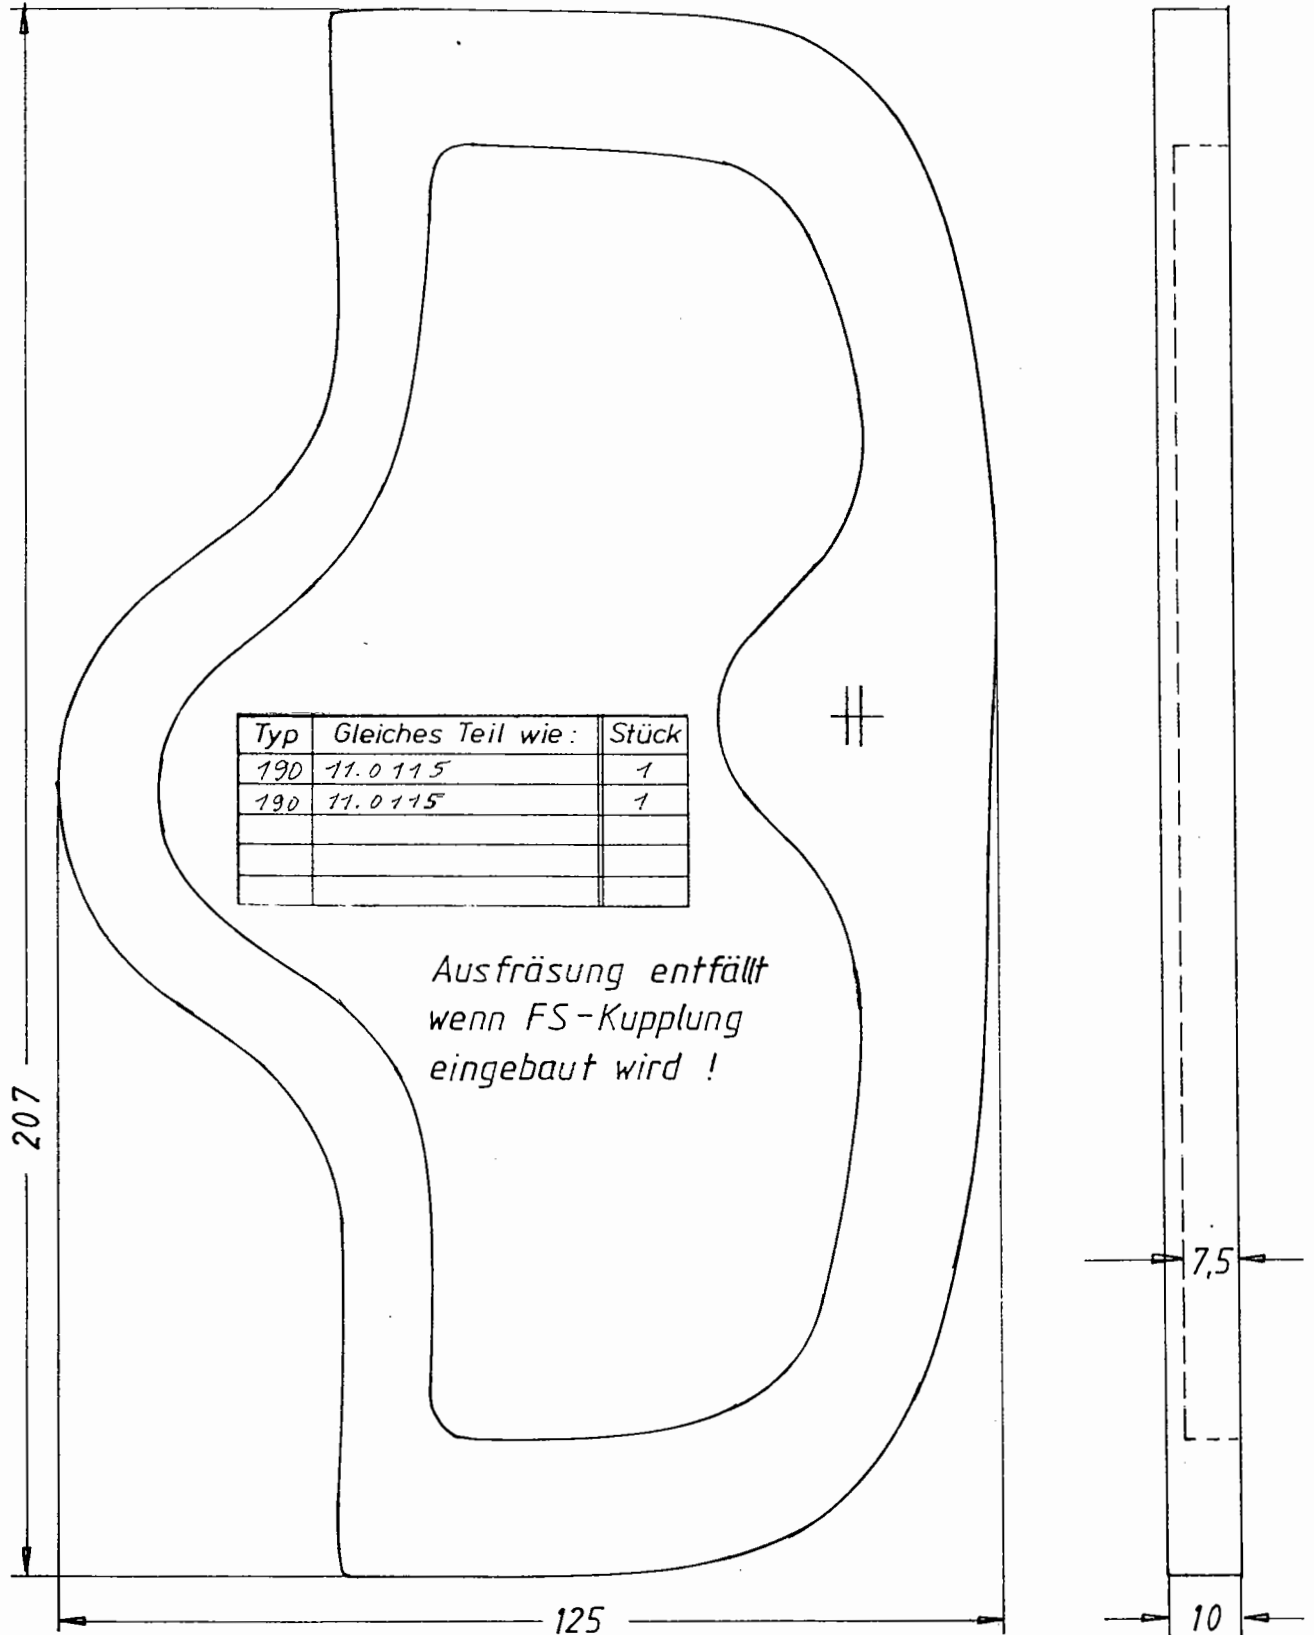 Typ Gleiches Teil wie: Stück
190 11.0115 1
190 11.0115 1
Ausfräsung entfällt
wenn FS-Kupplung
eingebaut wird !
207
7,5
125
10